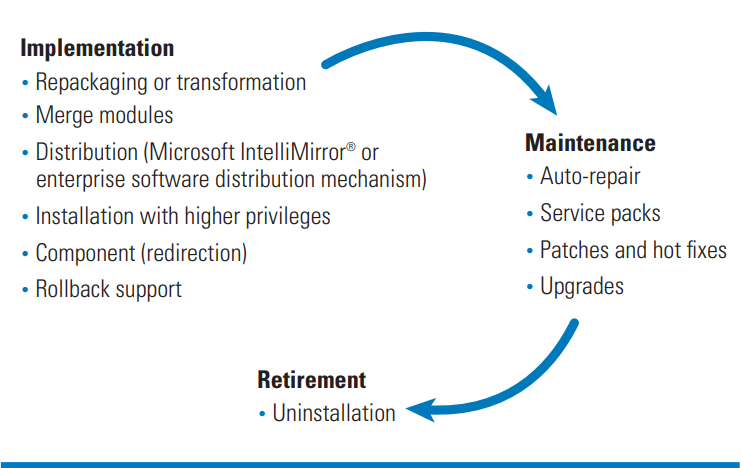 Implementation
• Repackaging or transformation
• Merge modules
• Distribution (Microsoft IntelliMirror® or
enterprise software distribution mechanism)
• Installation with higher privileges
• Component (redirection)
• Rollback support
Maintenance
• Auto-repair
• Service packs
• Patches and hot fixes
• Upgrades
Retirement
• Uninstallation